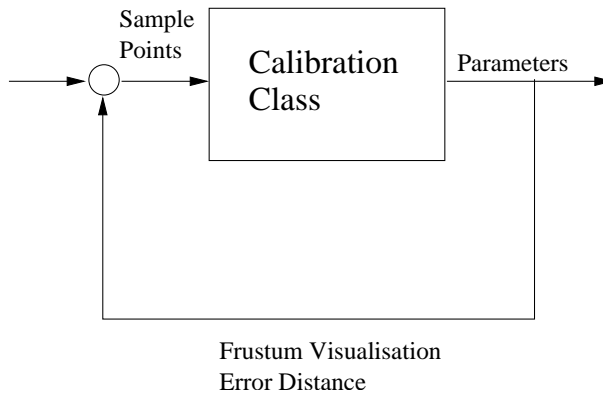 Sample
Points
Calibration
Class
Parameters
Frustum Visualisation
Error Distance